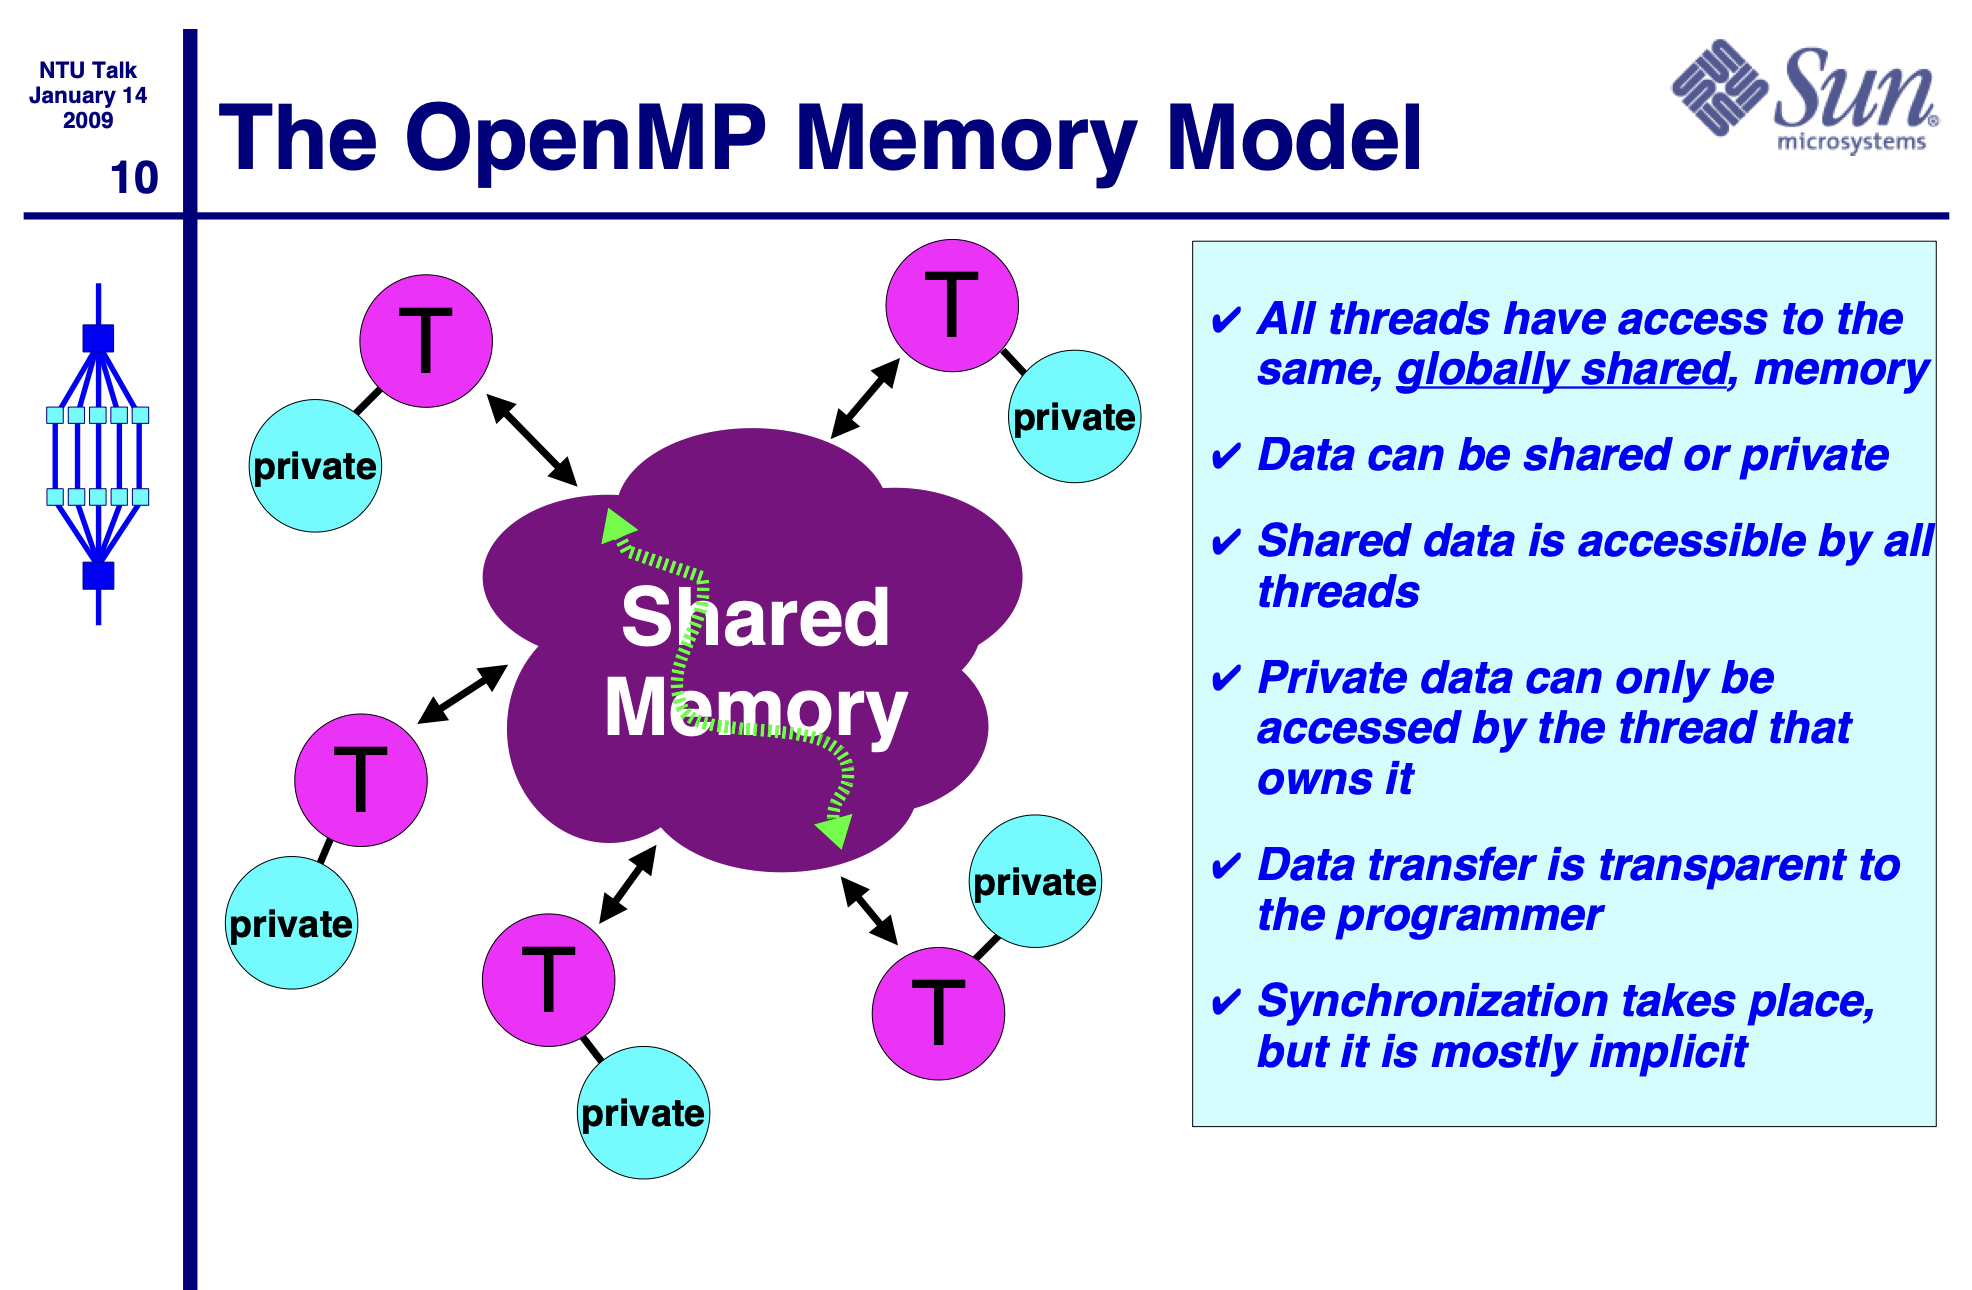 NTU Talk
January 14
2009
10
The OpenMP Memory Model
Sun
microsystems
T
private
T
private
Shared
Memory
T
private
T
private
T
private
✔ All threads have access to the
same, globally shared, memory
✔ Data can be shared or private
✔ Shared data is accessible by all
threads
✔ Private data can only be
accessed by the thread that
owns it
✔ Data transfer is transparent to
the programmer
✔ Synchronization takes place,
but it is mostly implicit